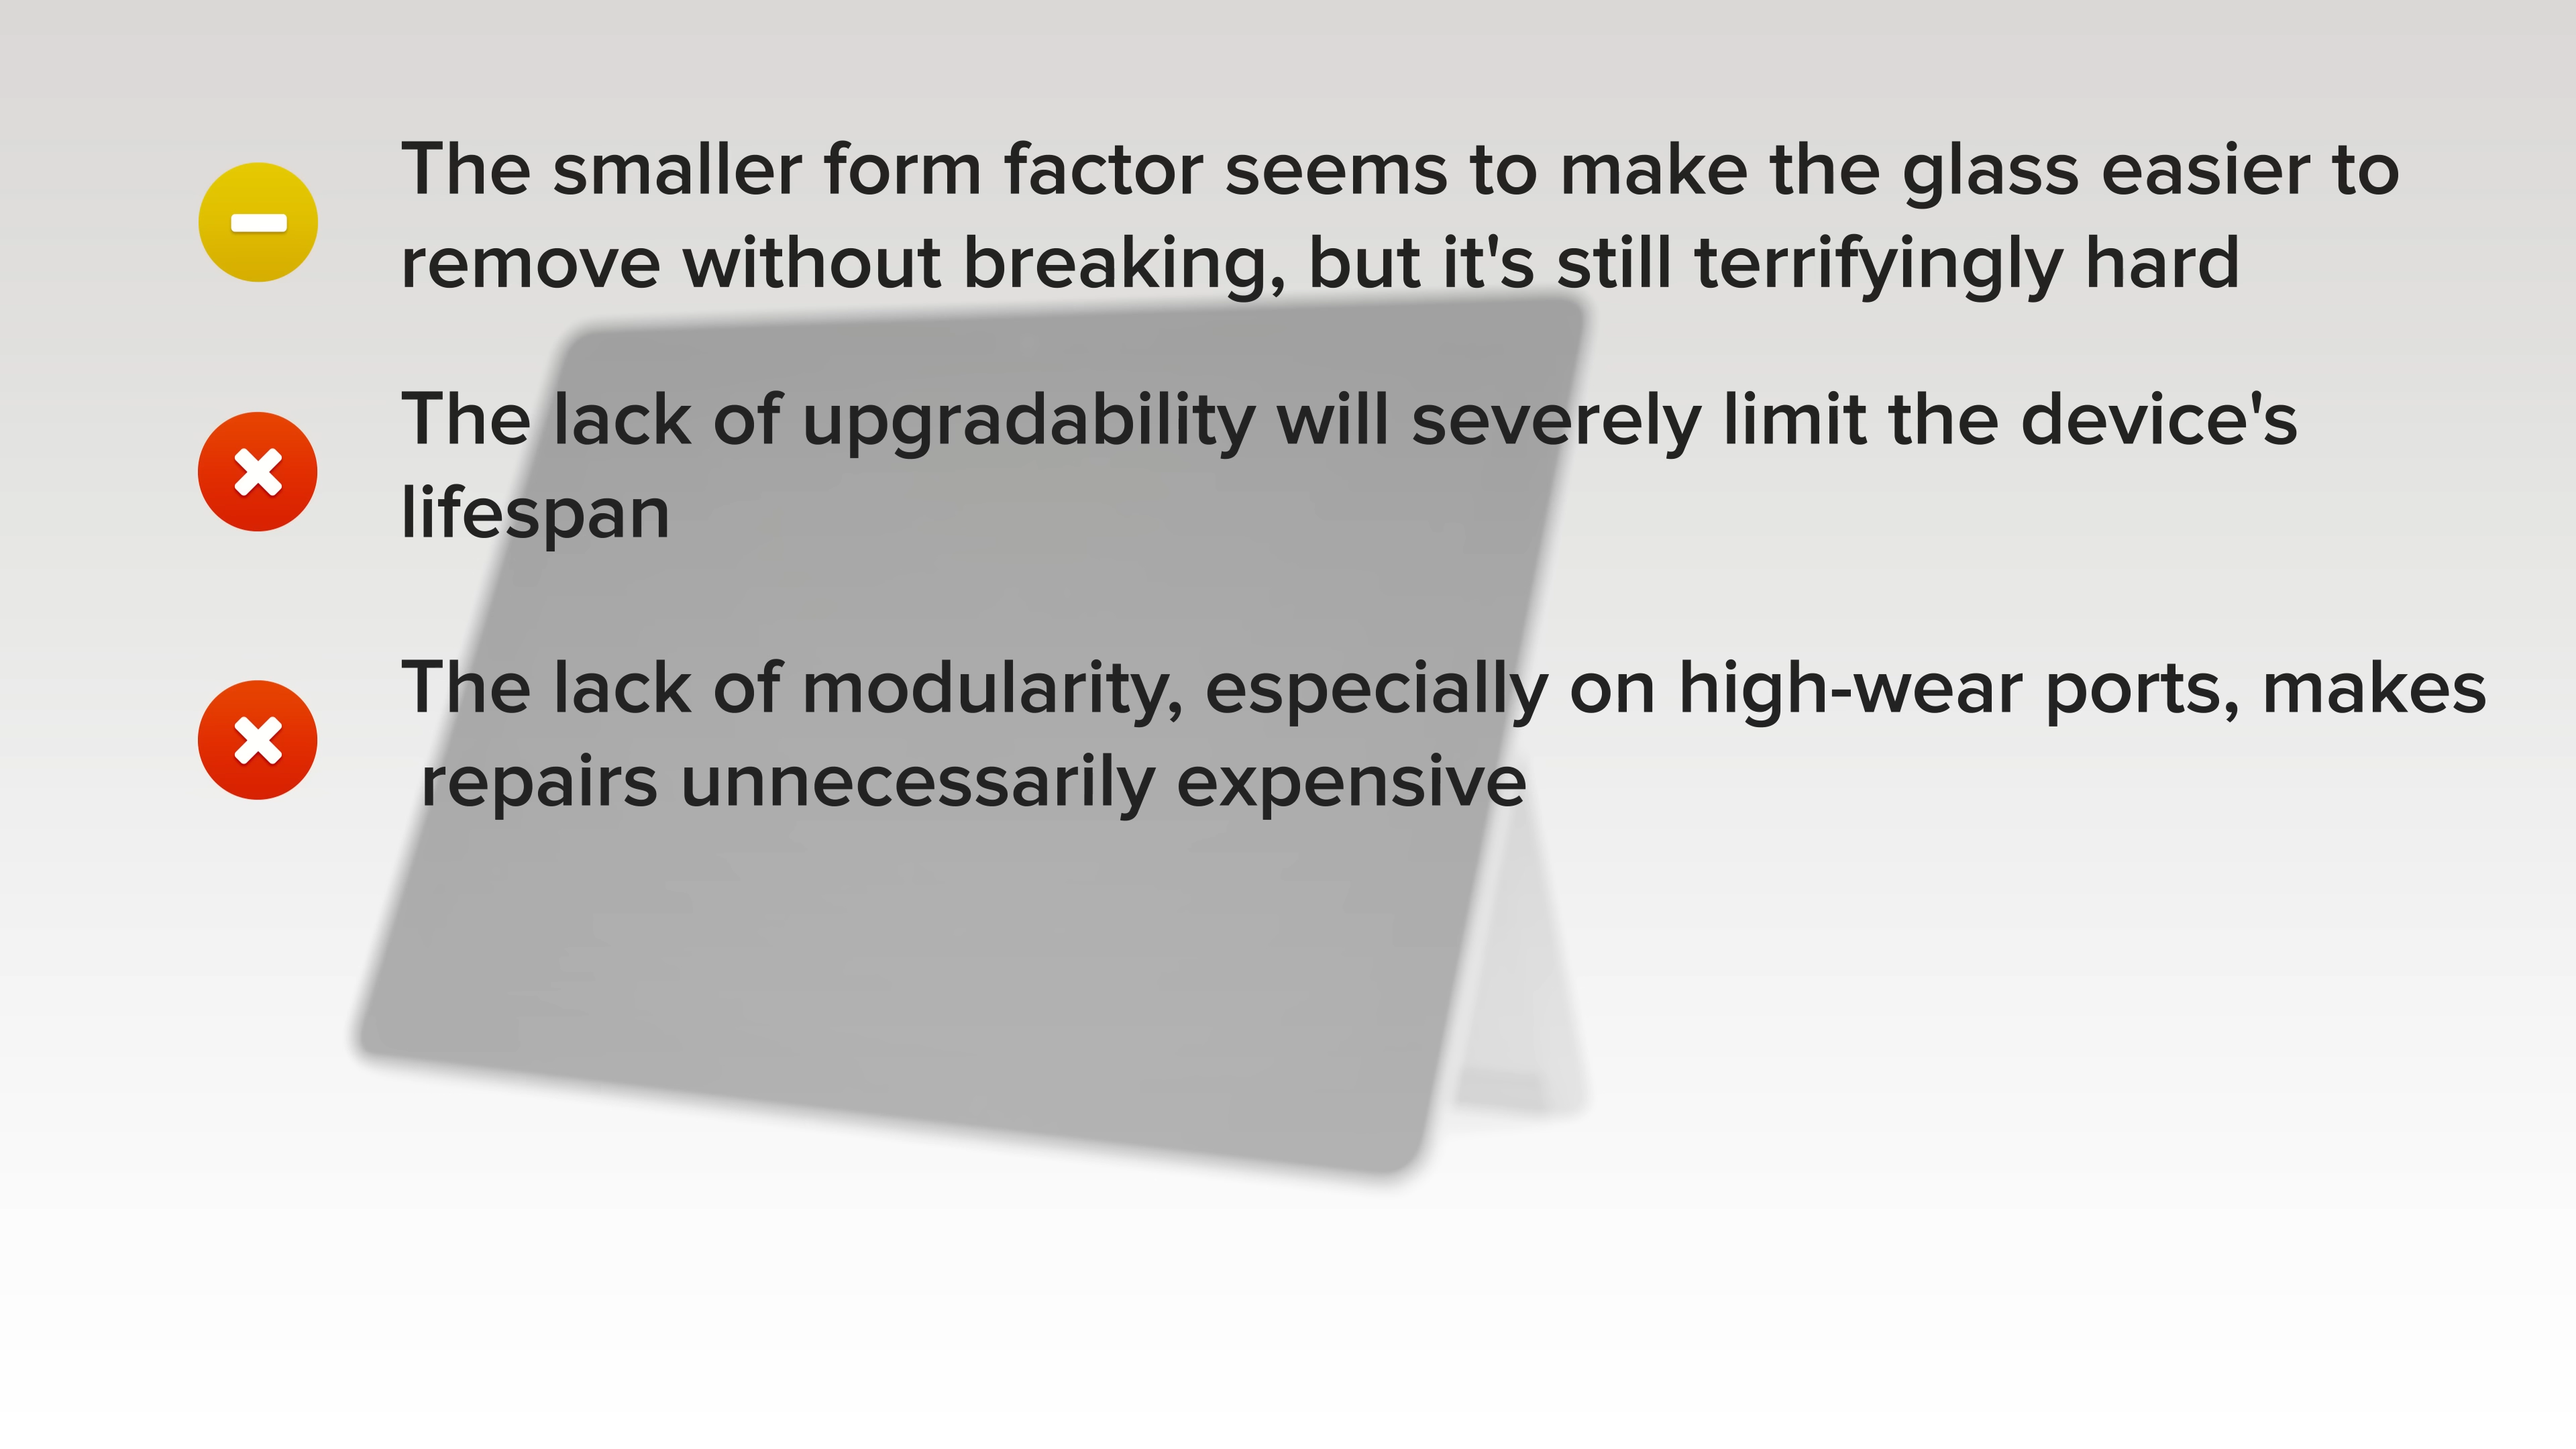 The smaller form factor seems to make the glass easier to
remove without breaking, but it's still terrifyingly hard
The lack of upgradability will severely limit the device's
lifespan
The lack of modularity, especially on high-wear ports, makes
repairs unnecessarily expensive